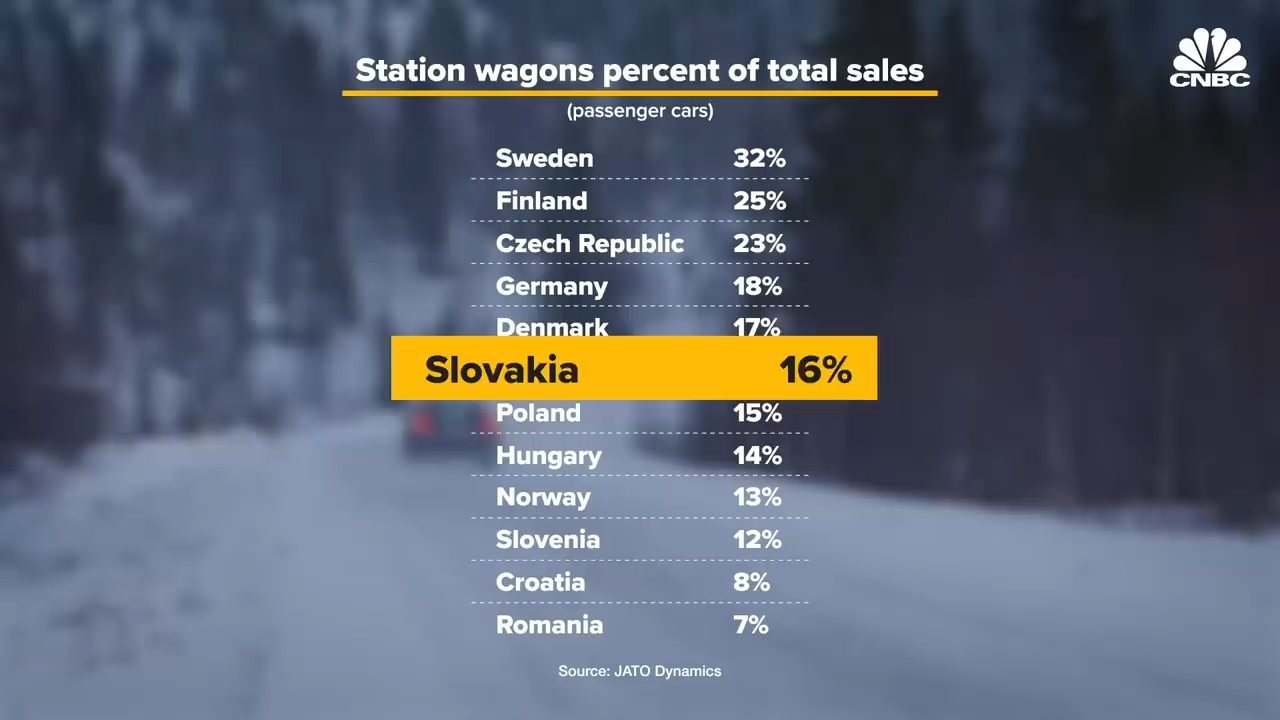 Station wagons percent of total sales
CNBC
(passenger cars)
Sweden 32%
Finland 25%
Czech Republic 23%
Germany 18%
Denmark 17%
Slovakia 16%
Poland 15%
Hungary 14%
Norway 13%
Slovenia 12%
Croatia 8%
Romania 7%
Source: JATO Dynamics